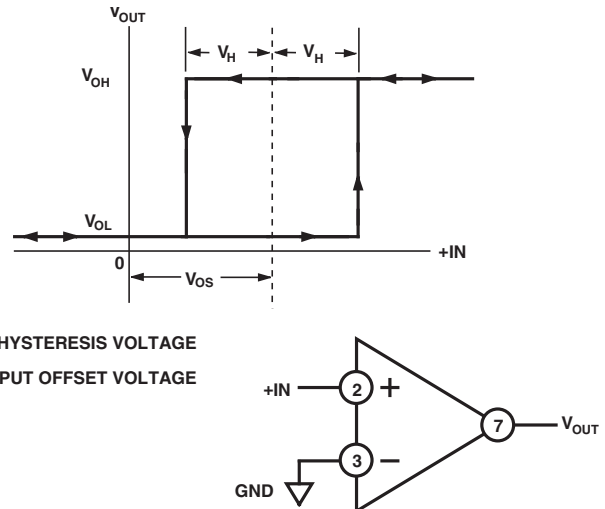 vOUT
VH
VH
VOH
VOL
+IN
0
VOS
HYSTERESIS VOLTAGE
PUT OFFSET VOLTAGE
+IN
2
+
7
VOUT
3
−
GND